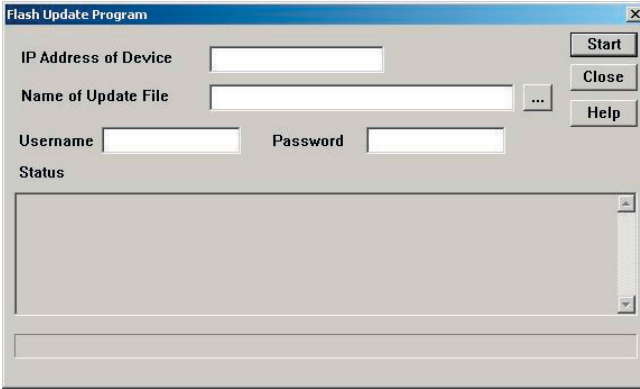 Flash Update Program
IP Address of Device
Start
Close
Name of Update File
...
Help
Username
Password
Status